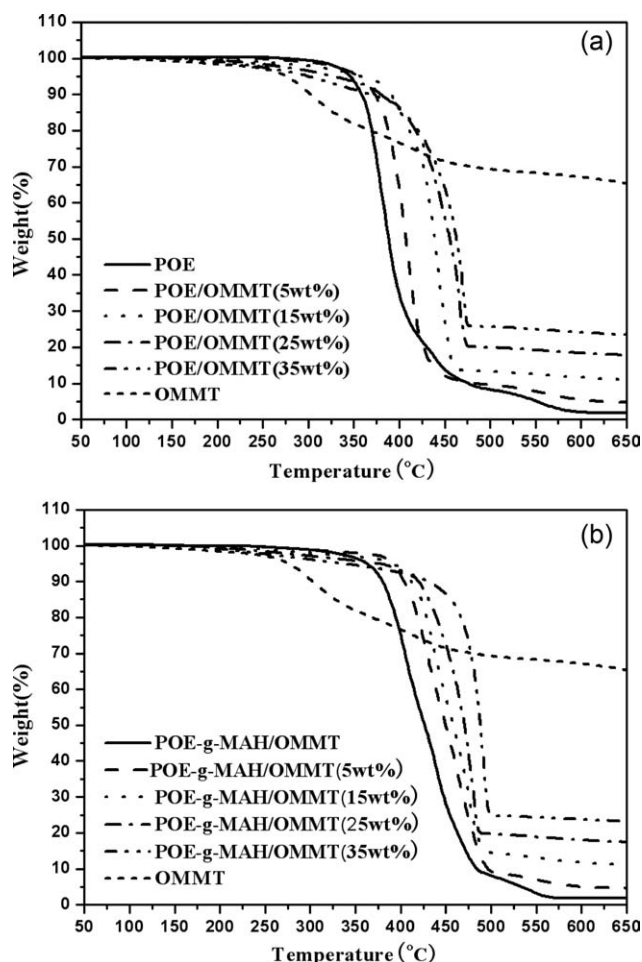 (a)
110
100
90
80
70
60
50
40
30
20
10
0
Weight(%)
POE
POE/OMMT(5wt%)
POE/OMMT(15wt%)
POE/OMMT(25wt%)
POE/OMMT(35wt%)
OMMT
50 100 150 200 250 300 350 400 450 500 550 600 650
Temperature(°C)
(b)
110
100
90
80
70
60
50
40
30
20
10
0
Weight(%)
POE-g-MAH/OMMT
POE-g-MAH/OMMT(5wt%)
POE-g-MAH/OMMT(15wt%)
POE-g-MAH/OMMT(25wt%)
POE-g-MAH/OMMT(35wt%)
OMMT
50 100 150 200 250 300 350 400 450 500 550 600 650
Temperature(°C)